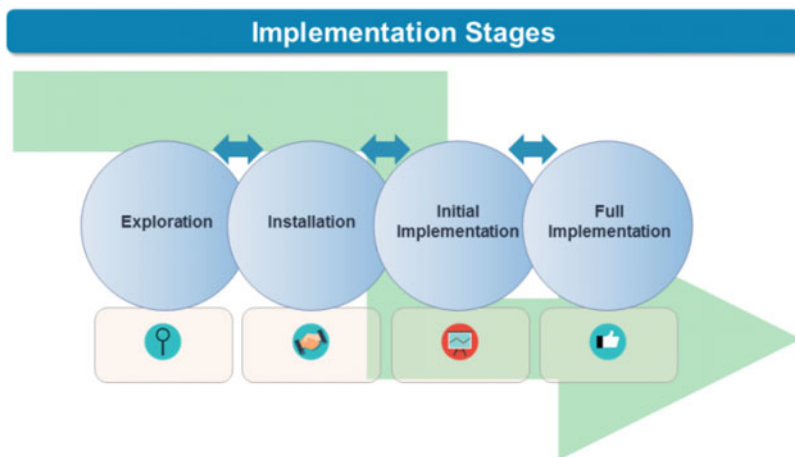 Implementation Stages
Exploration
Installation
Initial
Implementation
Full
Implementation